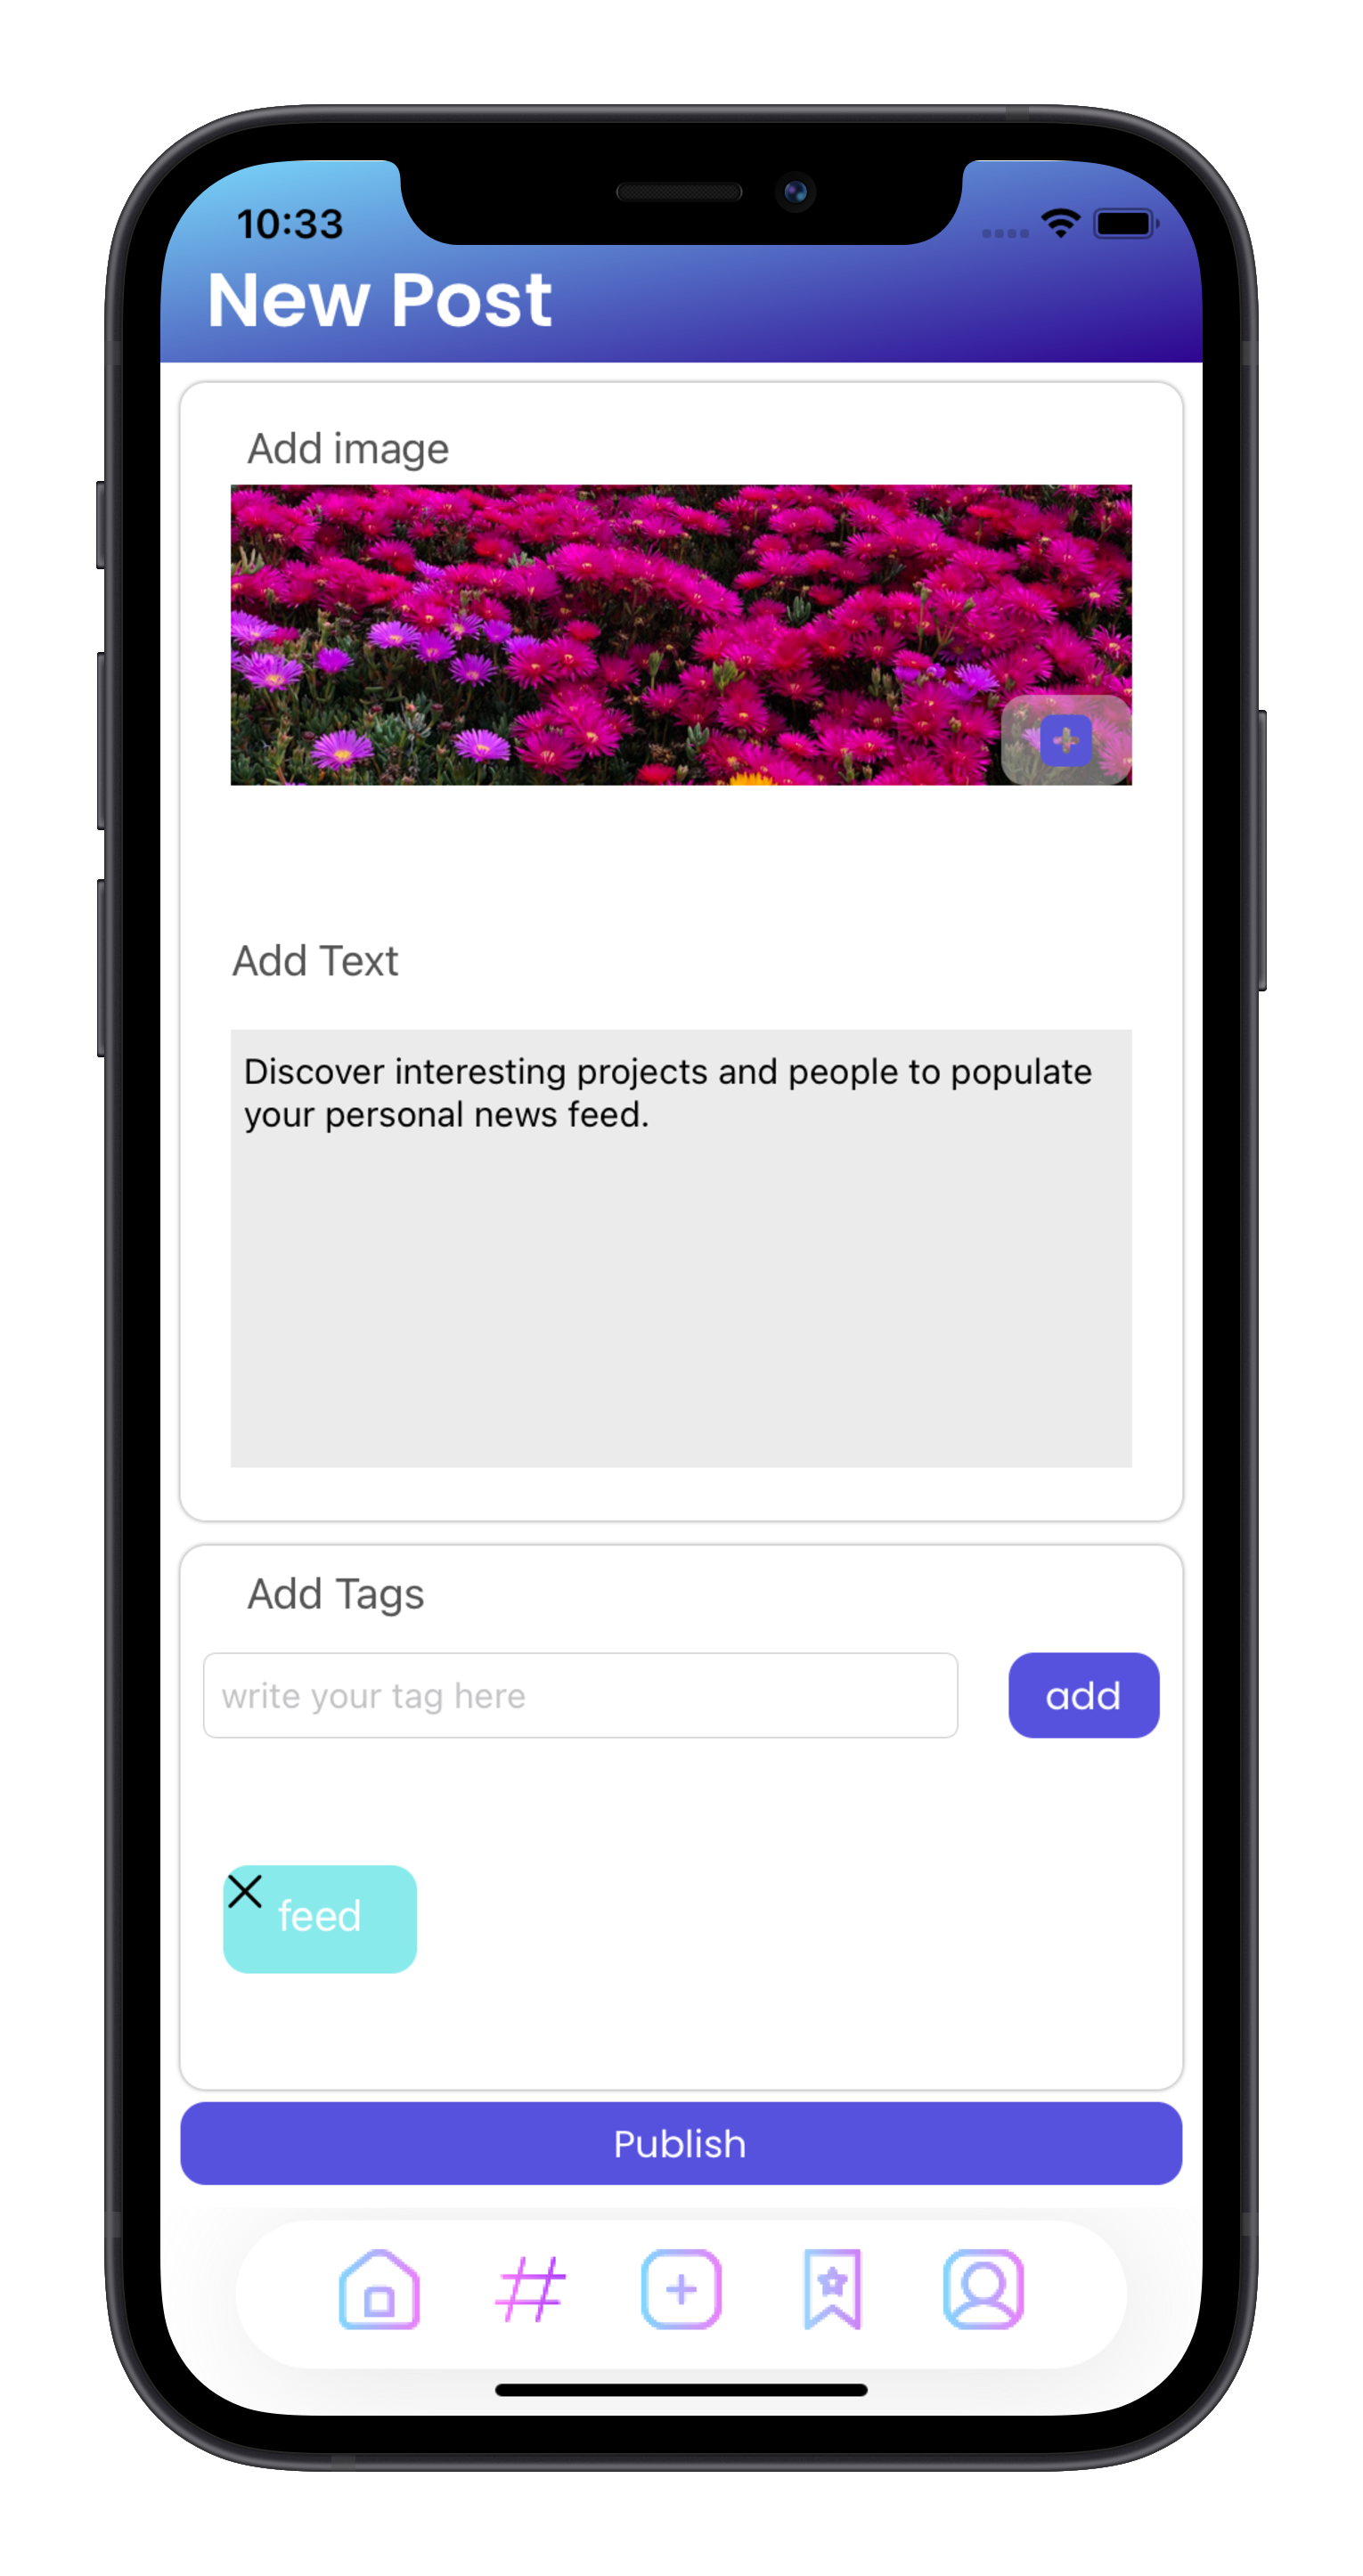 10:33
New Post
Add image
Add Text
Discover interesting projects and people to populate
your personal news feed.
Add Tags
write your tag here
add
feed
Publish